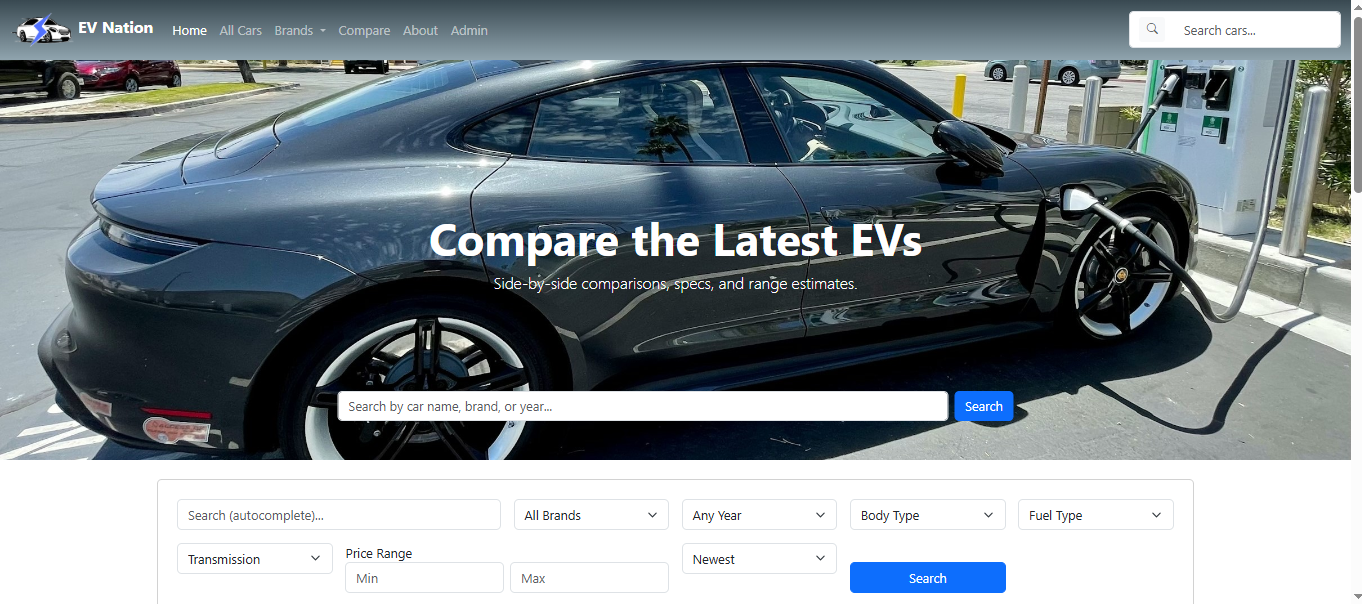 EV Nation Home All Cars Brands Compare About Admin Search cars...
Compare the Latest EVs
Side-by-side comparisons, specs, and range estimates.
Search by car name, brand, or year... Search
Search (autocomplete)... All Brands Any Year Body Type Fuel Type
Transmission Price Range Newest
Min Max Search